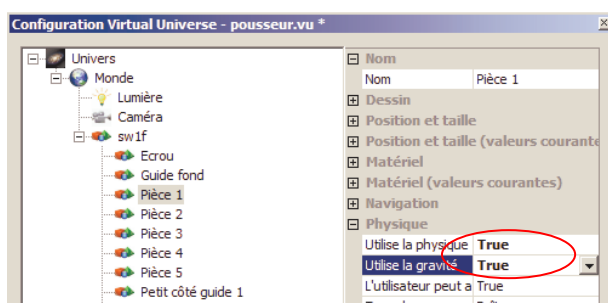 Configuration Virtual Universe - pousseur.vu *
Univers
Monde
Lumière
Caméra
sw1f
Ecrou
Guide fond
Pièce 1
Pièce 2
Pièce 3
Pièce 4
Pièce 5
Petit côté guide 1
Nom
Nom Pièce 1
Dessin
Position et taille
Position et taille (valeurs courante
Matériel
Matériel (valeurs courantes)
Navigation
Physique
Utilise la physique True
Utilise la gravité True
L'utilisateur peut a True